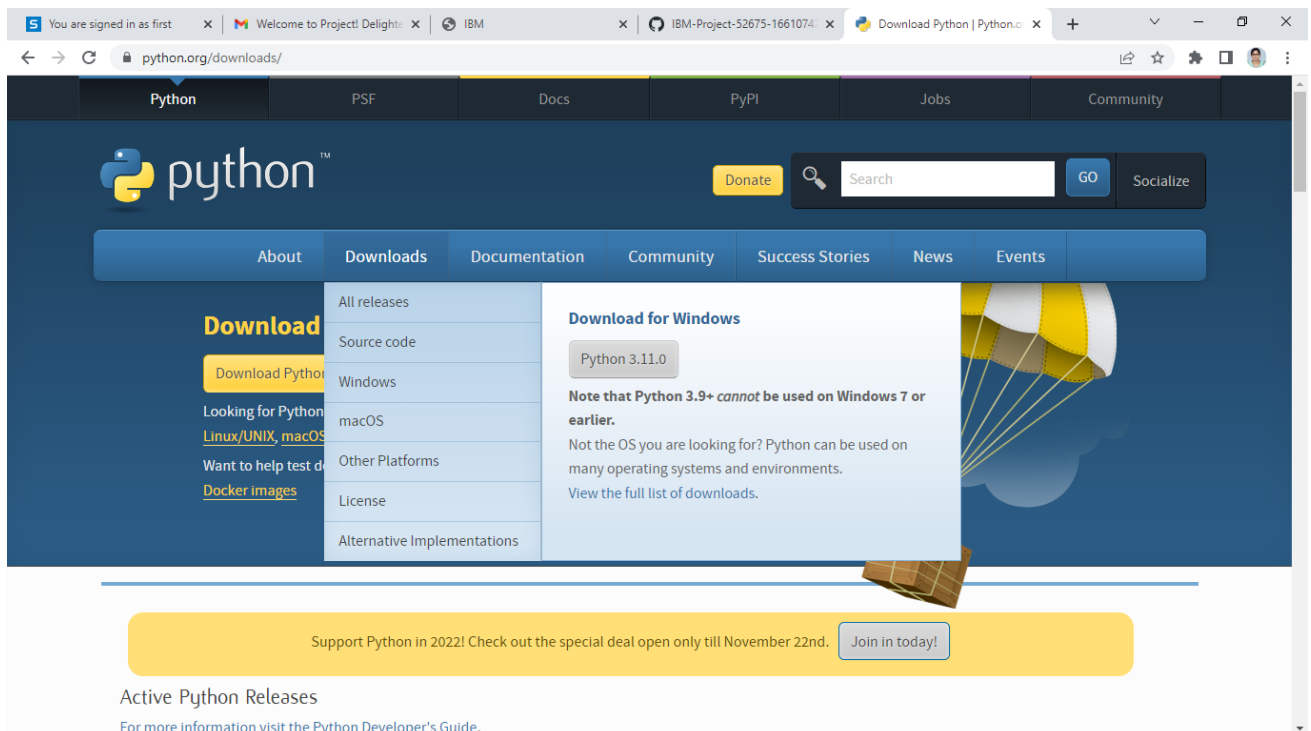 You are signed in as first
Welcome to Project! Delighte
IBM
IBM-Project-52675-1661074
Download Python | Python.o
python.org/downloads/
Python PSF Docs PyPI Jobs Community
python™
Donate
Search
GO
Socialize
About Downloads Documentation Community Success Stories News Events
All releases
Source code
Windows
macOS
Other Platforms
License
Alternative Implementations
Download for Windows
Python 3.11.0
Note that Python 3.9+ cannot be used on Windows 7 or
earlier.
Not the OS you are looking for? Python can be used on
many operating systems and environments.
View the full list of downloads.
Download
Download Python
Looking for Python
Linux/UNIX, macOS
Want to help test d
Docker images
Support Python in 2022! Check out the special deal open only till November 22nd. Join in today!
Active Python Releases
For more information visit the Python Developer's Guide.